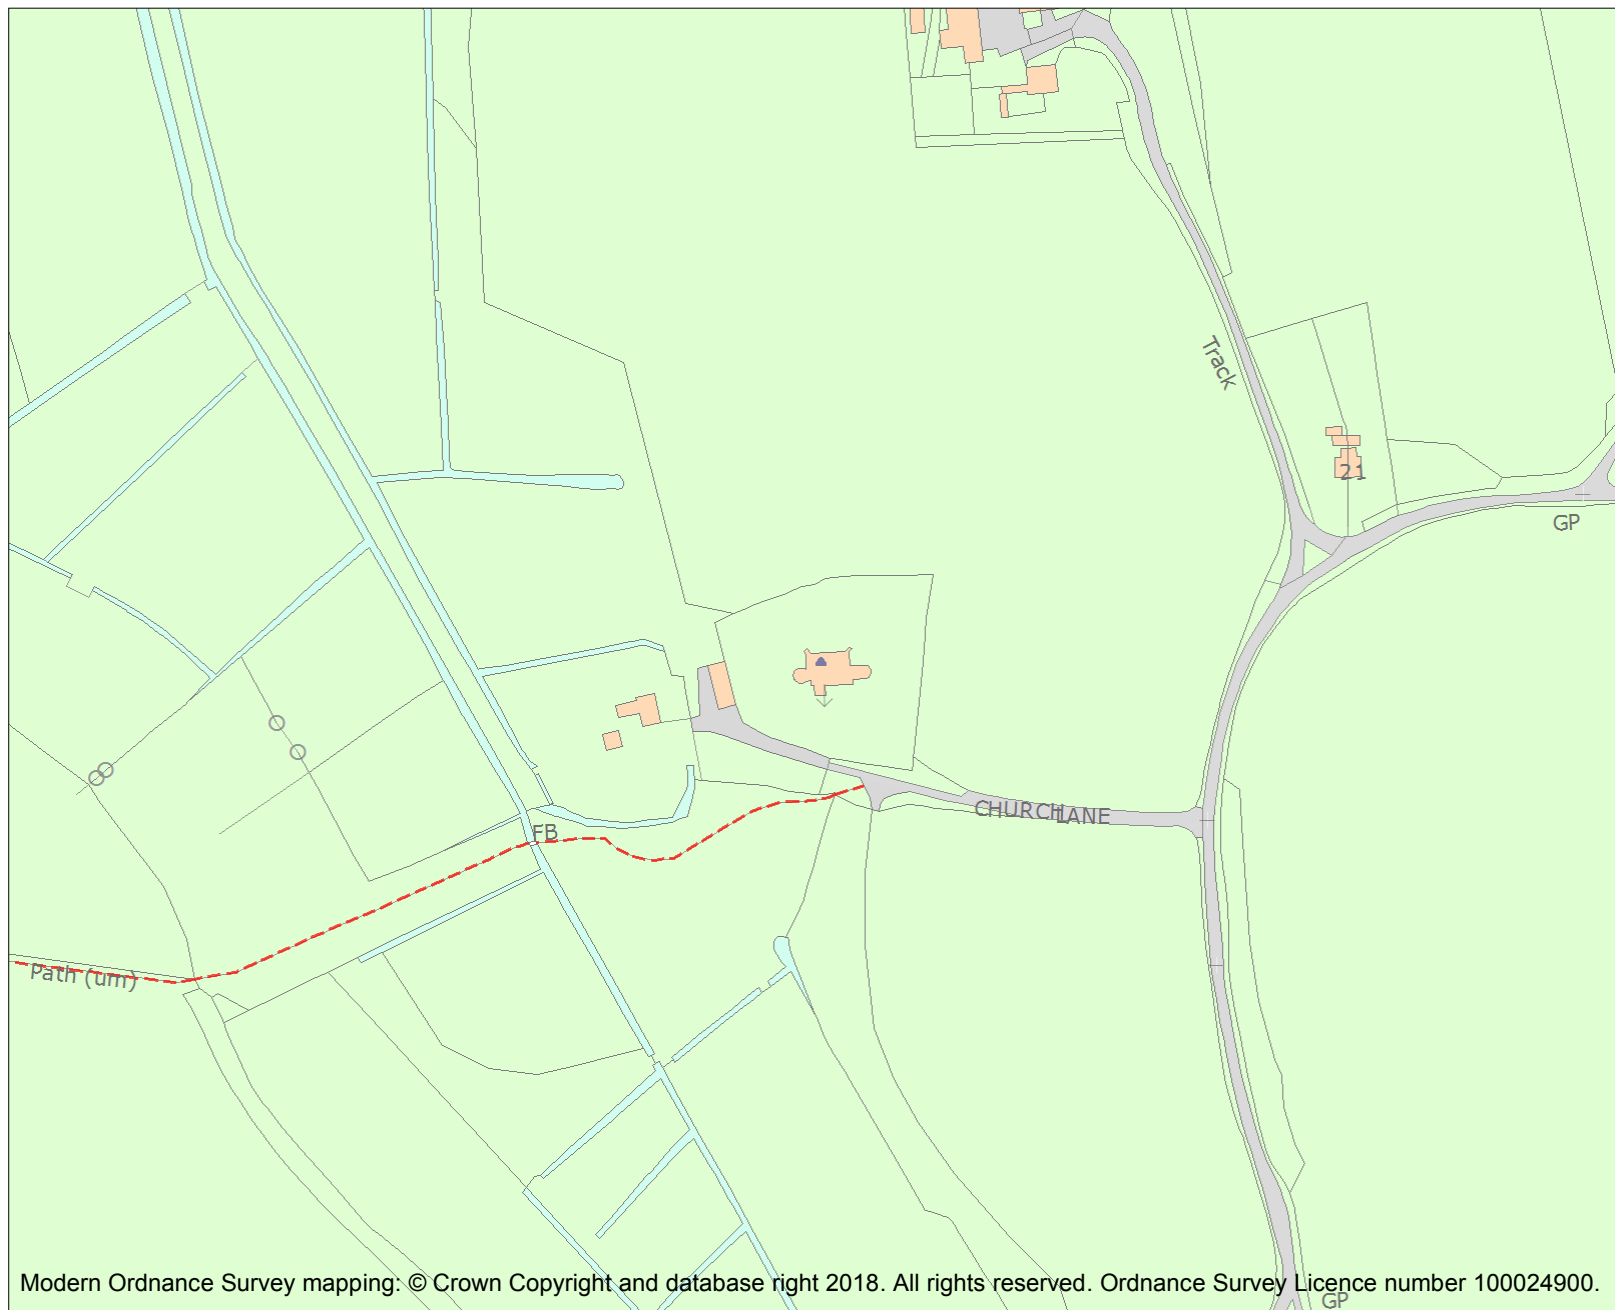 Track
21
GP
CHURCH LANE
FB
Path (um)
Modern Ordnance Survey mapping: © Crown Copyright and database right 2018. All rights reserved. Ordnance Survey Licence number 100024900.
GP